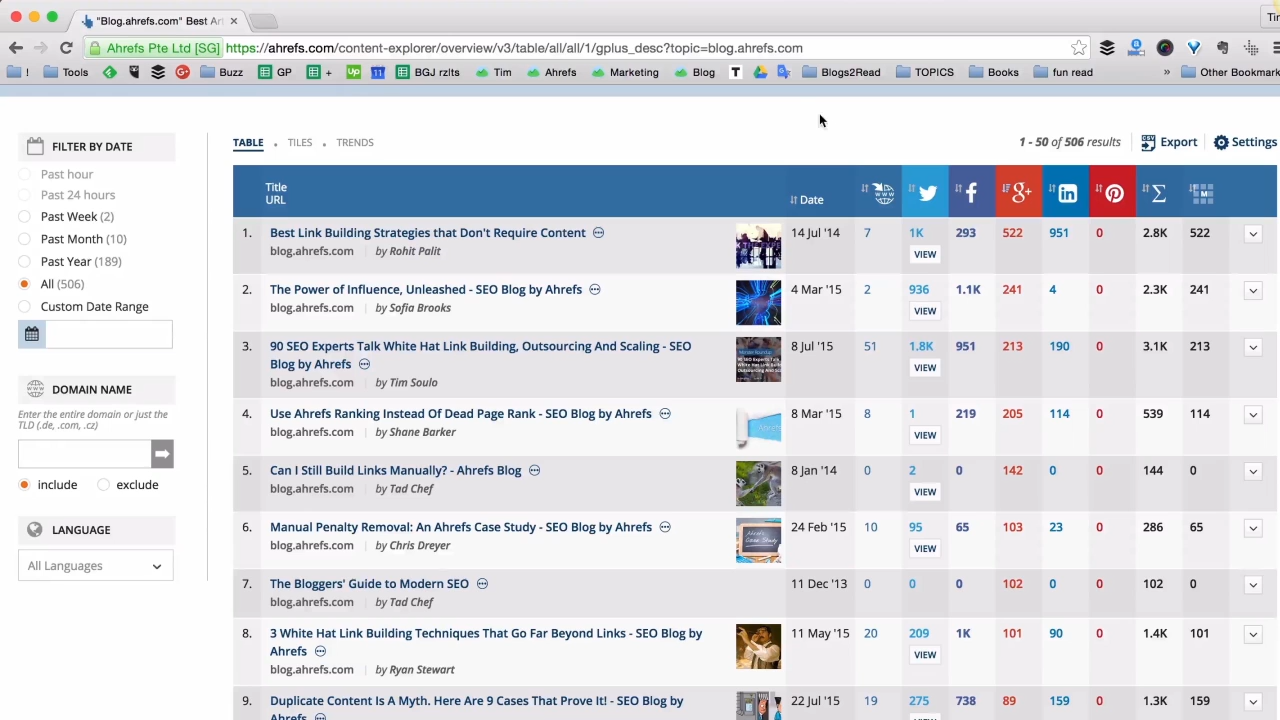 "Blog.ahrefs.com" Best Ar
Ahrefs Pte Ltd [SG] https://ahrefs.com/content-explorer/overview/v3/table/all/all/1/gplus_desc?topic=blog.ahrefs.com
! Tools Buzz GP + Up 11 BGJ rzlts Tim Ahrefs Marketing Blog T Blogs2Read TOPICS Books fun read » Other Bookmark
FILTER BY DATE
Past hour
Past 24 hours
Past Week (2)
Past Month (10)
Past Year (189)
All (506)
Custom Date Range
DOMAIN NAME
Enter the entire domain or just the
TLD (.de, .com, .cz)
include exclude
LANGUAGE
All Languages
TABLE . TILES . TRENDS
1 - 50 of 506 results Export Settings
Title
URL
Date f g+ in Σ M
1. Best Link Building Strategies that Don't Require Content 14 Jul '14 7 1K 293 522 951 0 2.8K 522
blog.ahrefs.com by Rohit Palit VIEW
2. The Power of Influence, Unleashed - SEO Blog by Ahrefs 4 Mar '15 2 936 1.1K 241 4 0 2.3K 241
blog.ahrefs.com by Sofia Brooks VIEW
3. 90 SEO Experts Talk White Hat Link Building, Outsourcing And Scaling - SEO 8 Jul '15 51 1.8K 951 213 190 0 3.1K 213
Blog by Ahrefs VIEW
blog.ahrefs.com by Tim Soulo
4. Use Ahrefs Ranking Instead Of Dead Page Rank - SEO Blog by Ahrefs 8 Mar '15 8 1 219 205 114 0 539 114
blog.ahrefs.com by Shane Barker VIEW
5. Can I Still Build Links Manually? - Ahrefs Blog 8 Jan '14 0 2 0 142 0 0 144 0
blog.ahrefs.com by Tad Chef VIEW
6. Manual Penalty Removal: An Ahrefs Case Study - SEO Blog by Ahrefs 24 Feb '15 10 95 65 103 23 0 286 65
blog.ahrefs.com by Chris Dreyer VIEW
7. The Bloggers' Guide to Modern SEO 11 Dec '13 0 0 0 102 0 0 102 0
blog.ahrefs.com by Tad Chef
8. 3 White Hat Link Building Techniques That Go Far Beyond Links - SEO Blog by 11 May '15 20 209 1K 101 90 0 1.4K 101
Ahrefs VIEW
blog.ahrefs.com by Ryan Stewart
9. Duplicate Content Is A Myth. Here Are 9 Cases That Prove It! - SEO Blog by 22 Jul '15 19 275 738 89 159 0 1.3K 159
Ahrefs